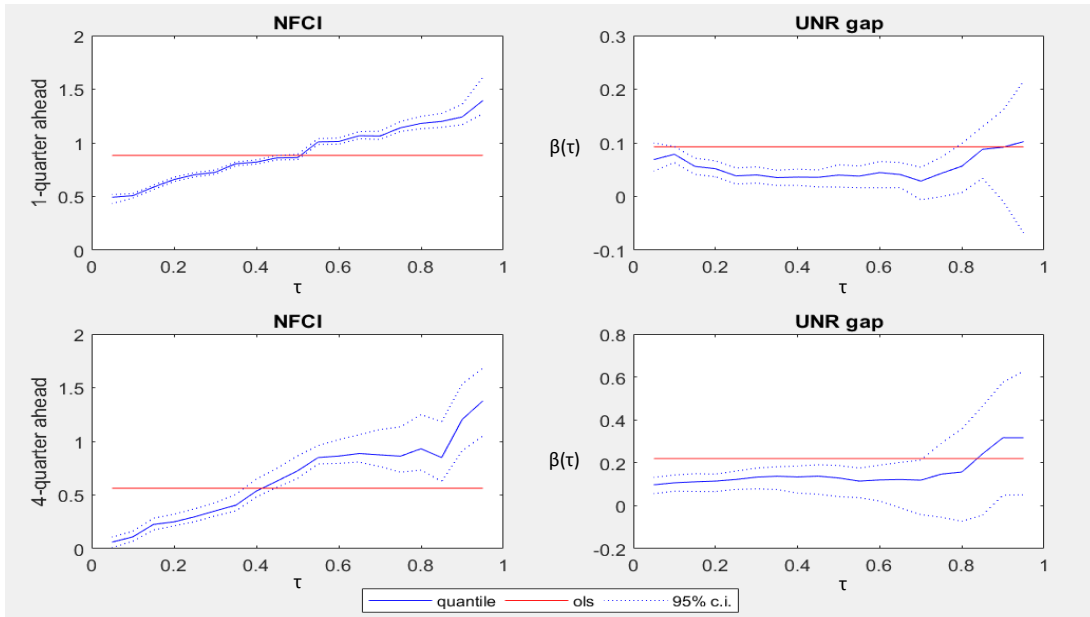 NFCI
UNR gap
1-quarter ahead
2
1.5
1
0.5
0
0 0.2 0.4 0.6 0.8 1
τ
β(τ)
0.3
0.2
0.1
0
-0.1
0 0.2 0.4 0.6 0.8 1
τ
NFCI
UNR gap
4-quarter ahead
2
1.5
1
0.5
0
0 0.2 0.4 0.6 0.8 1
τ
β(τ)
0.8
0.6
0.4
0.2
0
-0.2
0 0.2 0.4 0.6 0.8 1
τ
quantile ols 95% c.i.